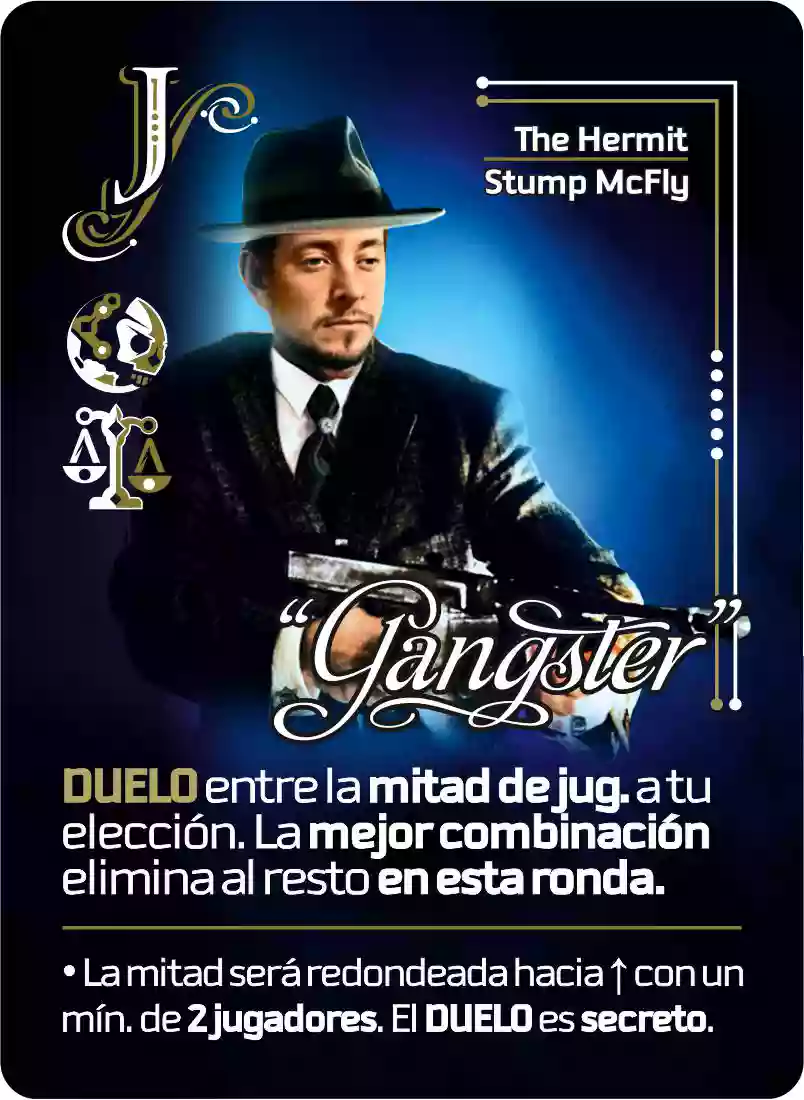 J
The Hermit
Stump McFly
“Gangster”
DUELO entre la mitad de jug. a tu
elección. La mejor combinación
elimina al resto en esta ronda.
• La mitad será redondeada hacia ↑ con un
mín. de 2 jugadores. El DUELO es secreto.